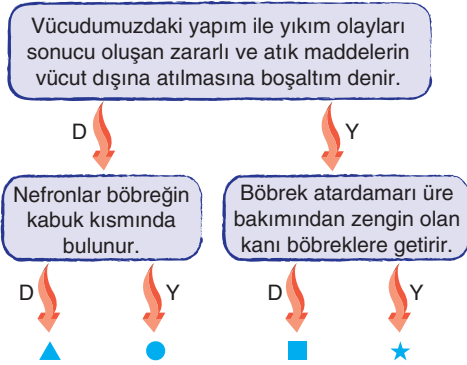 Vücudumuzdaki yapım ile yıkım olayları
sonucu oluşan zararlı ve atık maddelerin
vücut dışına atılmasına boşaltım denir.
D
Y
Nefronlar böbreğin
kabuk kısmında
bulunur.
Böbrek atardamarı üre
bakımından zengin olan
kanı böbreklere getirir.
D
Y
D
Y